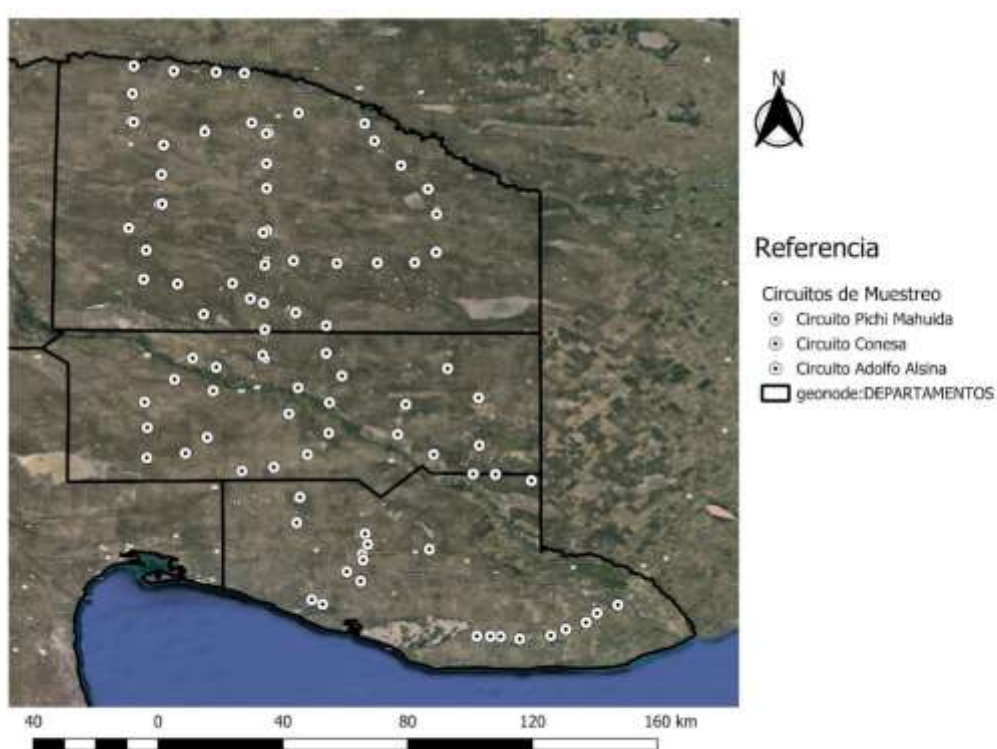 N
Referencia
Circuitos de Muestreo
Circuito Pichi Mahuida
Circuito Conesa
Circuito Adolfo Alsina
geonode:DEPARTAMENTOS
40 0 40 80 120 160 km